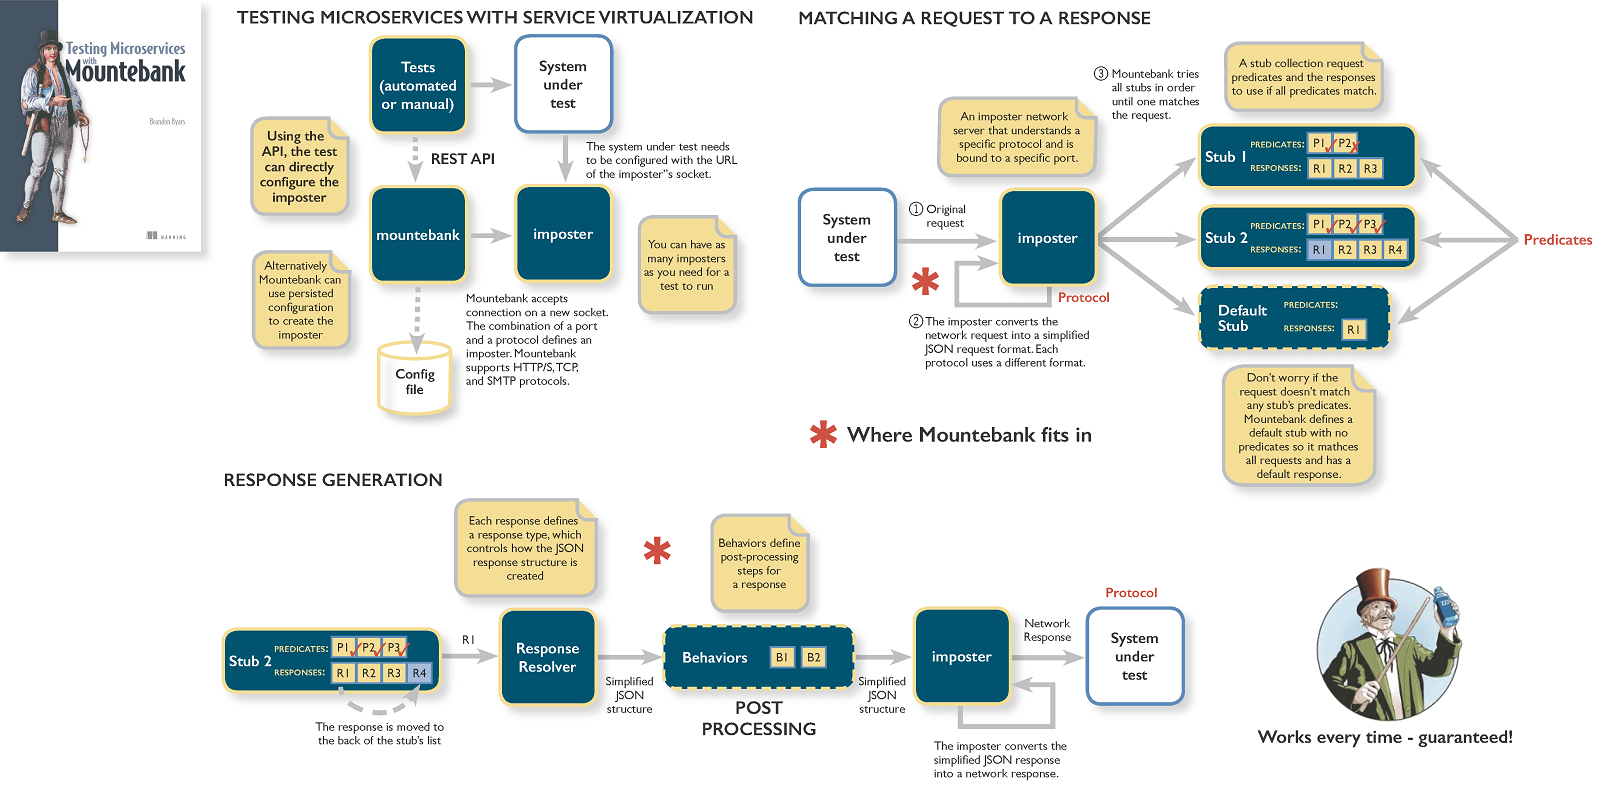 Testing Microservices
with
Mountebank
Brandon Byars
MANNING
TESTING MICROSERVICES WITH SERVICE VIRTUALIZATION
Tests
(automated
or manual)
System
under
test
Using the
API, the test
can directly
configure the
imposter
REST API
The system under test needs
to be configured with the URL
of the imposter"s socket.
mountebank
imposter
You can have as
many imposters
as you need for a
test to run
Alternatively
Mountebank can
use persisted
configuration
to create the
imposter
Mountebank accepts
connection on a new socket.
The combination of a port
and a protocol defines an
imposter. Mountebank
supports HTTP/S, TCP,
and SMTP protocols.
Config
file
MATCHING A REQUEST TO A RESPONSE
An imposter network
server that understands a
specific protocol and is
bound to a specific port.
3 Mountebank tries
all stubs in order
until one matches
the request.
A stub collection request
predicates and the responses
to use if all predicates match.
System
under
test
1 Original
request
imposter
Protocol
2 The imposter converts the
network request into a simplified
JSON request format. Each
protocol uses a different format.
Stub 1
PREDICATES: P1 P2
RESPONSES: R1 R2 R3
Stub 2
PREDICATES: P1 P2 P3
RESPONSES: R1 R2 R3 R4
Default
Stub
PREDICATES:
RESPONSES: R1
Predicates
Don't worry if the
request doesn't match
any stub's predicates.
Mountebank defines a
default stub with no
predicates so it mathces
all requests and has a
default response.
* Where Mountebank fits in
RESPONSE GENERATION
Each response defines
a response type, which
controls how the JSON
response structure is
created
Behaviors define
post-processing
steps for
a response
Stub 2
PREDICATES: P1 P2 P3
RESPONSES: R1 R2 R3 R4
The response is moved to
the back of the stub's list
R1
Response
Resolver
Simplified
JSON
structure
Behaviors B1 B2
POST
PROCESSING
Simplified
JSON
structure
imposter
The imposter converts the
simplified JSON response
into a network response.
Network
Response
Protocol
System
under
test
Works every time - guaranteed!